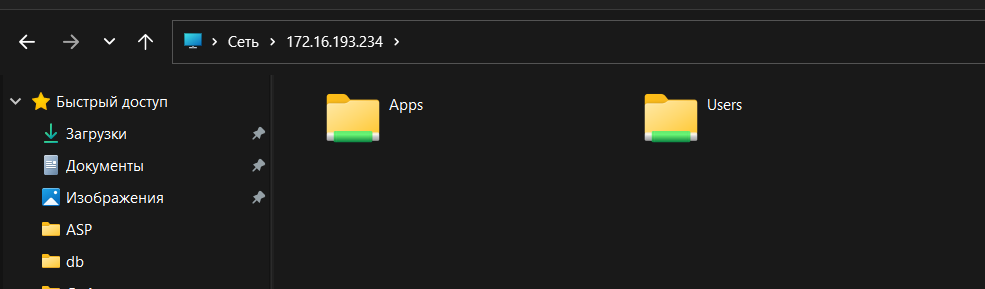 Сеть
172.16.193.234
Быстрый доступ
Загрузки
Документы
Изображения
ASP
db
Apps
Users